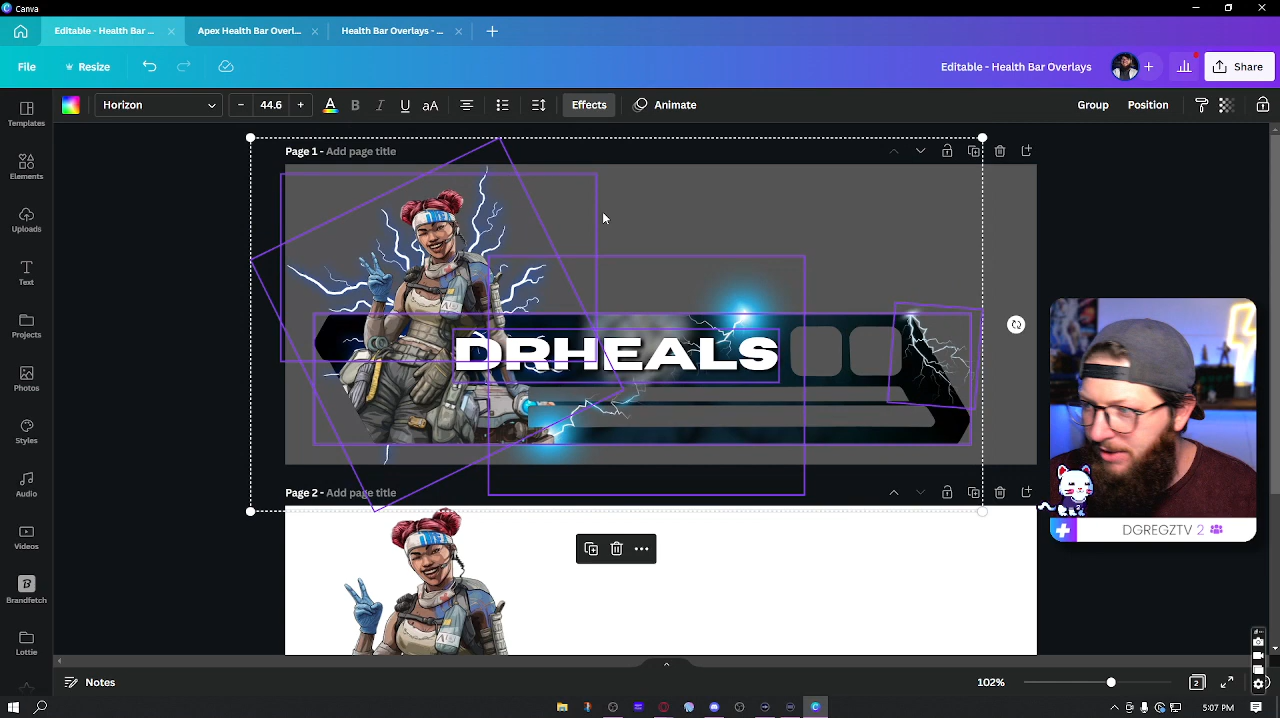 Canva
Editable - Health Bar ...
Apex Health Bar Overl...
Health Bar Overlays - ...
File
Resize
Editable - Health Bar Overlays
Share
Horizon
44.6
A
B
I
U
aA
Effects
Animate
Group
Position
Templates
Elements
Uploads
Text
Projects
Photos
Styles
Audio
Videos
Brandfetch
Lottie
Page 1 - Add page title
DRHEALS
Page 2 - Add page title
DGREGZTV 2
Notes
102%
2
5:07 PM